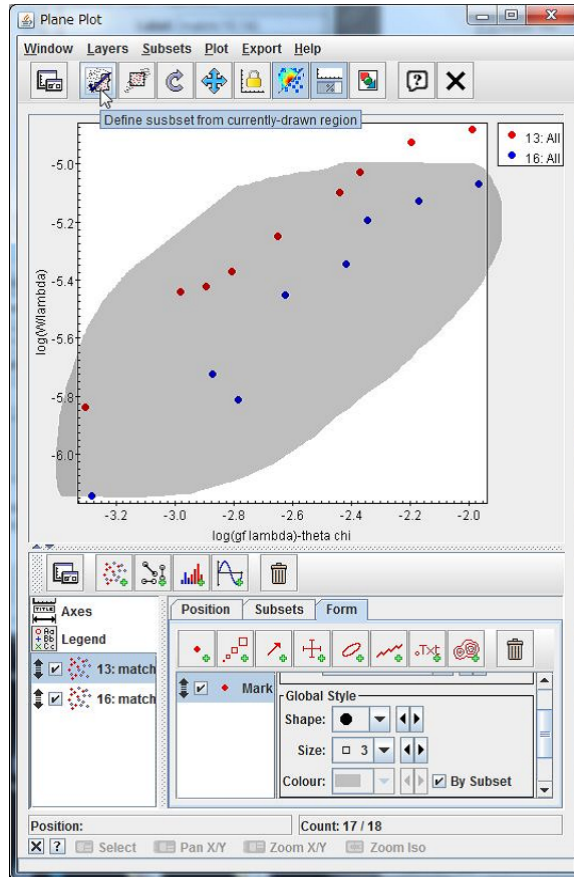 Plane Plot
Window Layers Subsets Plot Export Help
Define susbset from currently-drawn region
13: All
16: All
-5.0
-5.2
-5.4
-5.6
-5.8
-6.0
log(W/lambda)
-3.2 -3.0 -2.8 -2.6 -2.4 -2.2 -2.0
log(gf lambda)-theta chi
Axes
Legend
13: match
16: match
Position Subsets Form
Mark
Global Style
Shape:
Size: 3
Colour: By Subset
Position: Count: 17 / 18
Select Pan X/Y Zoom X/Y Zoom Iso